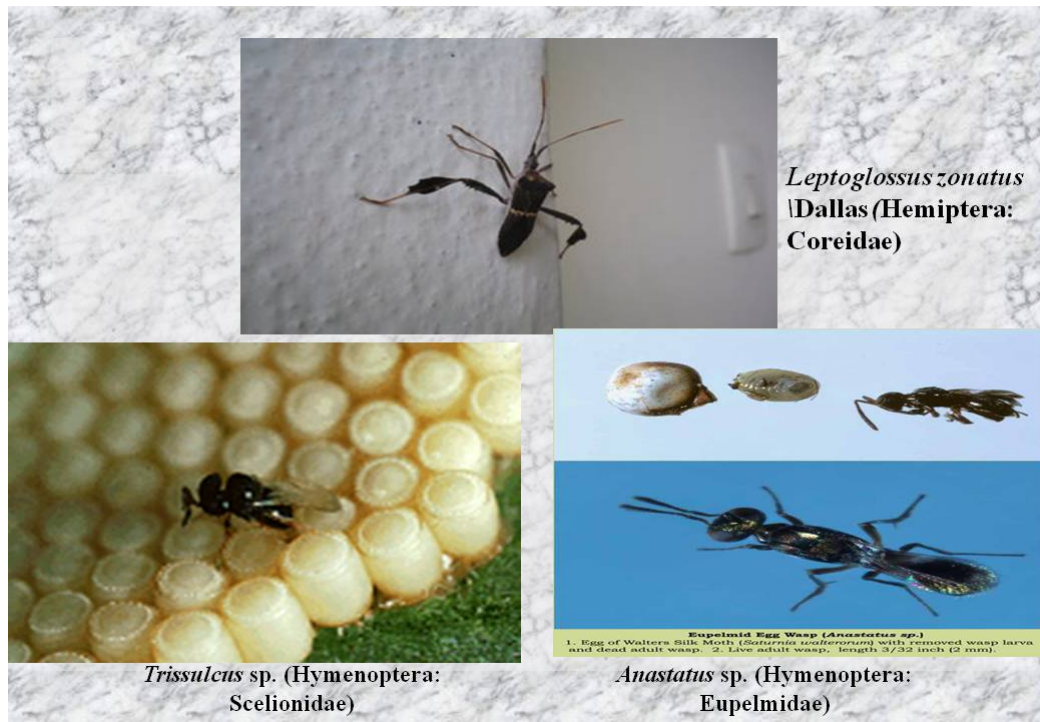 Leptoglossus zonatus
\Dallas (Hemiptera:
Coreidae)
Eupelmid Egg Wasp (Anastatus sp.)
1. Egg of Walters Silk Moth (Saturnia walterorum) with removed wasp larva
and dead adult wasp. 2. Live adult wasp, length 3/32 inch (2 mm).
Trissulcus sp. (Hymenoptera:
Scelionidae)
Anastatus sp. (Hymenoptera:
Eupelmidae)